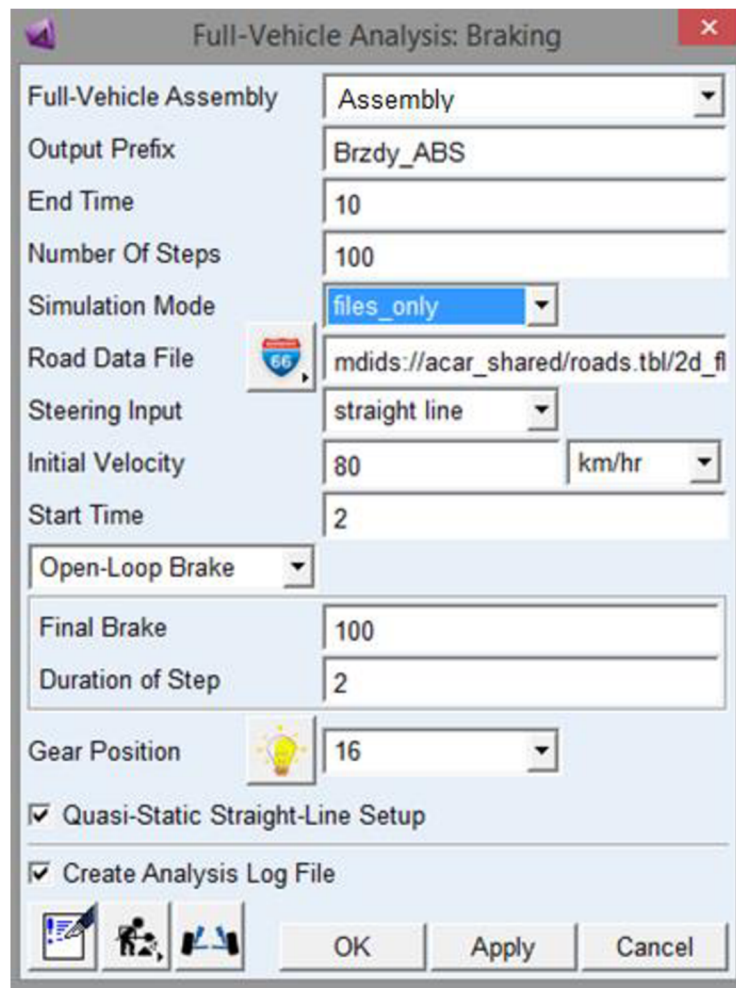 Full-Vehicle Analysis: Braking
Full-Vehicle Assembly Assembly
Output Prefix Brzdy_ABS
End Time 10
Number Of Steps 100
Simulation Mode files_only
Road Data File 66 mdids://acar_shared/roads.tbl/2d_fl
Steering Input straight line
Initial Velocity 80 km/hr
Start Time 2
Open-Loop Brake
Final Brake 100
Duration of Step 2
Gear Position 16
Quasi-Static Straight-Line Setup
Create Analysis Log File
OK Apply Cancel